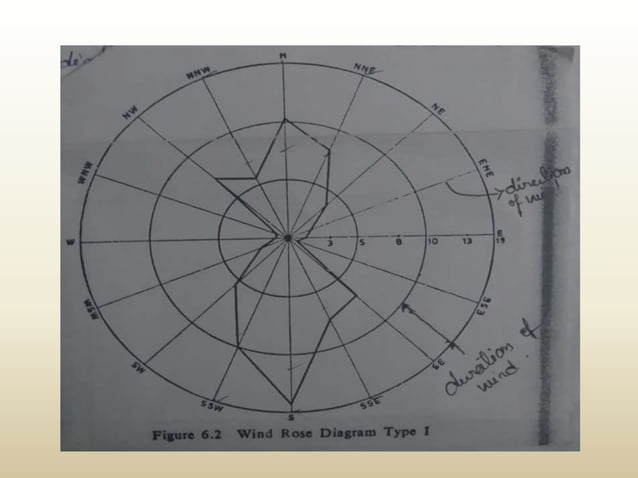 N
NNW
NNE
NW
NE
WNW
ENE
direction
of wind
W
3 5 8 10 13 15
E
WSW
ESE
SW
SE
duration of
wind.
SSW
SSE
S
Figure 6.2 Wind Rose Diagram Type I